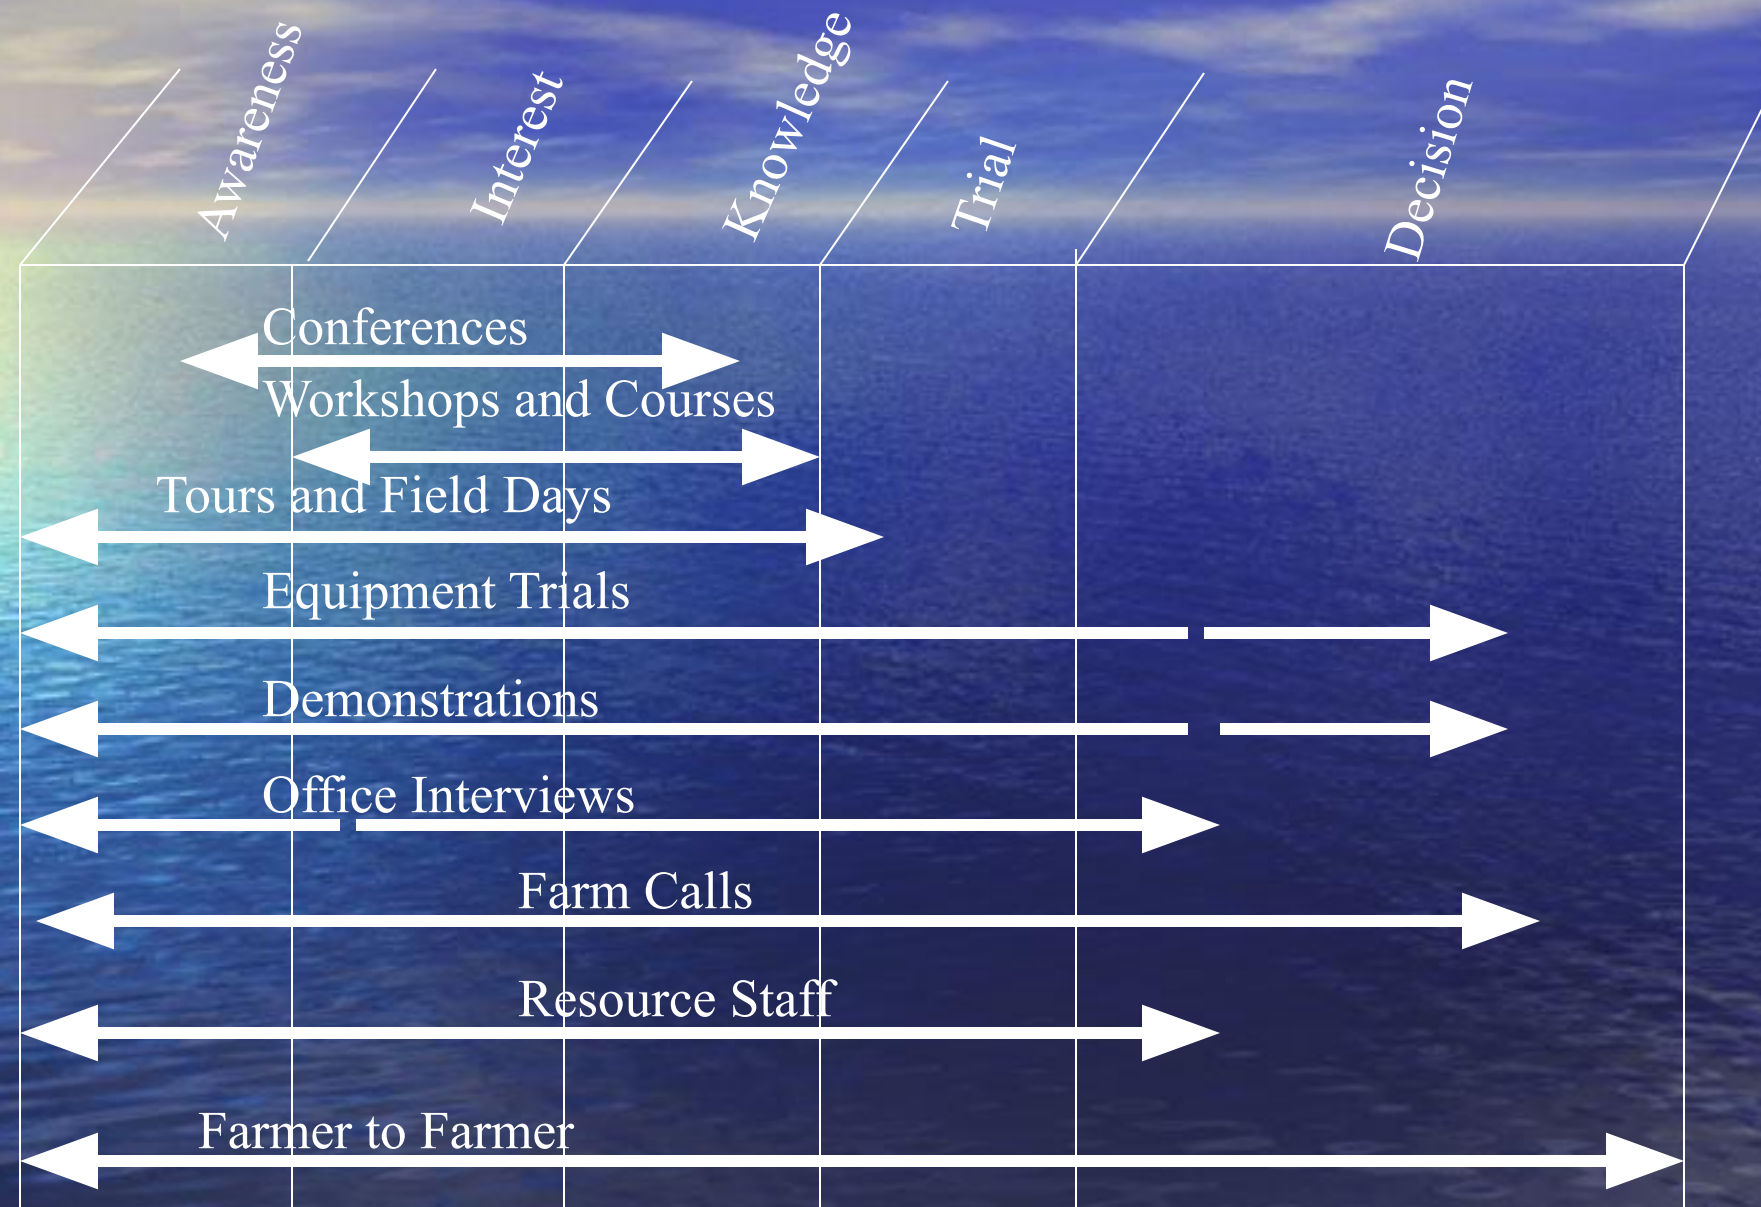 Awareness
Interest
Knowledge
Trial
Decision
Conferences
Workshops and Courses
Tours and Field Days
Equipment Trials
Demonstrations
Office Interviews
Farm Calls
Resource Staff
Farmer to Farmer